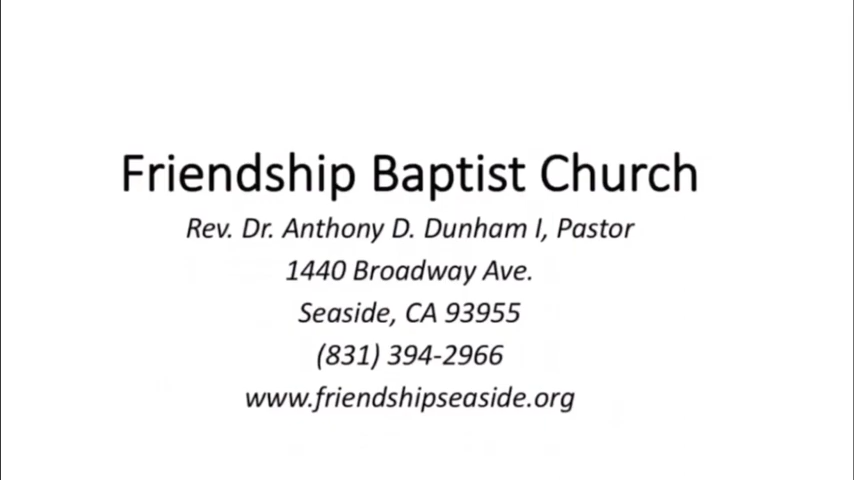 Friendship Baptist Church
Rev. Dr. Anthony D. Dunham I, Pastor
1440 Broadway Ave.
Seaside, CA 93955
(831) 394-2966
www.friendshipseaside.org